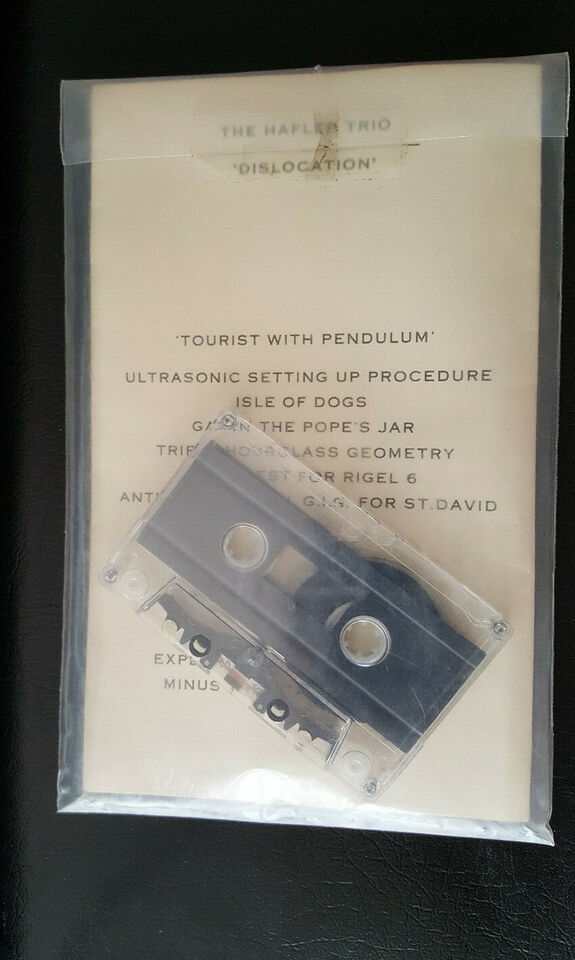 THE HAFLER TRIO
'DISLOCATION'
'TOURIST WITH PENDULUM'
ULTRASONIC SETTING UP PROCEDURE
ISLE OF DOGS
IN THE POPE'S JAR
HOURGLASS GEOMETRY
FOR RIGEL 6
G.I.G. FOR ST.DAVID
MINUS